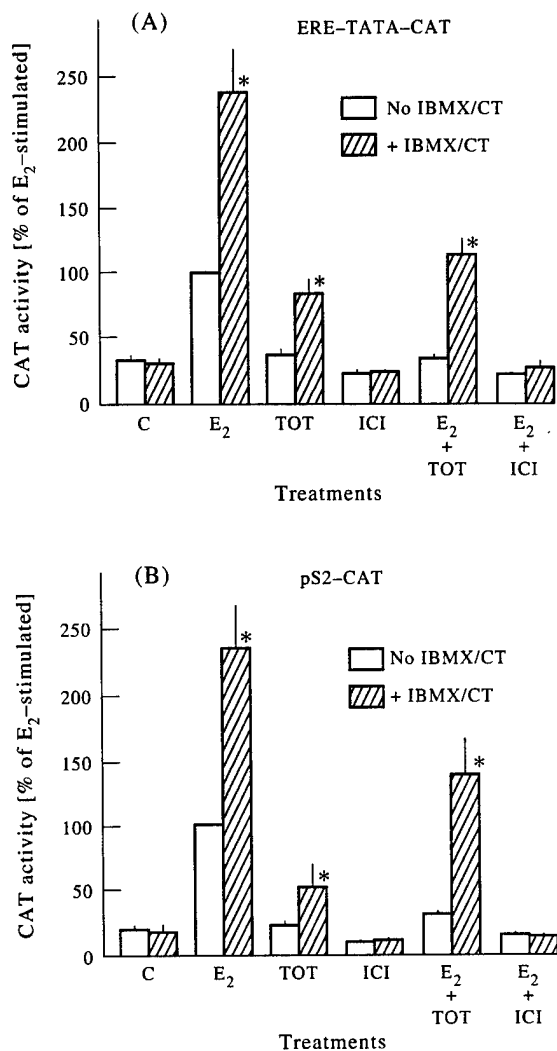 (A)
ERE–TATA–CAT
CAT activity [% of E₂–stimulated]
250
200
150
100
50
0
No IBMX/CT
+ IBMX/CT
*
*
*
C
E₂
TOT
ICI
E₂
+
TOT
E₂
+
ICI
Treatments
(B)
pS2–CAT
CAT activity [% of E₂–stimulated]
250
200
150
100
50
0
No IBMX/CT
+ IBMX/CT
*
*
*
C
E₂
TOT
ICI
E₂
+
TOT
E₂
+
ICI
Treatments